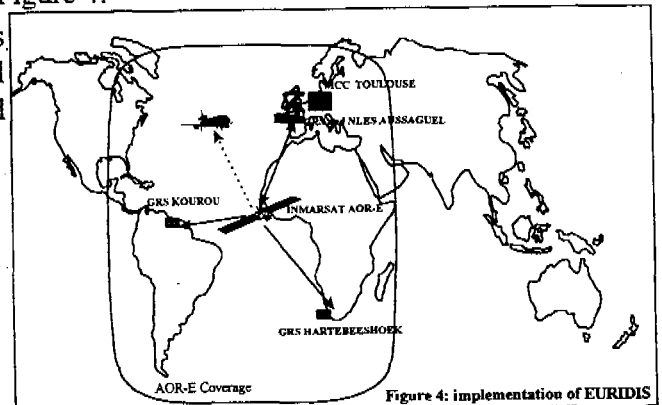 Figure 4.
s
MCC TOULOUSE
NLES AUSSAGUEL
GRS KOUROU
INMARSAT AOR-E
GRS HARTEBEESHOEK
AOR-E Coverage
Figure 4: implementation of EURIDIS